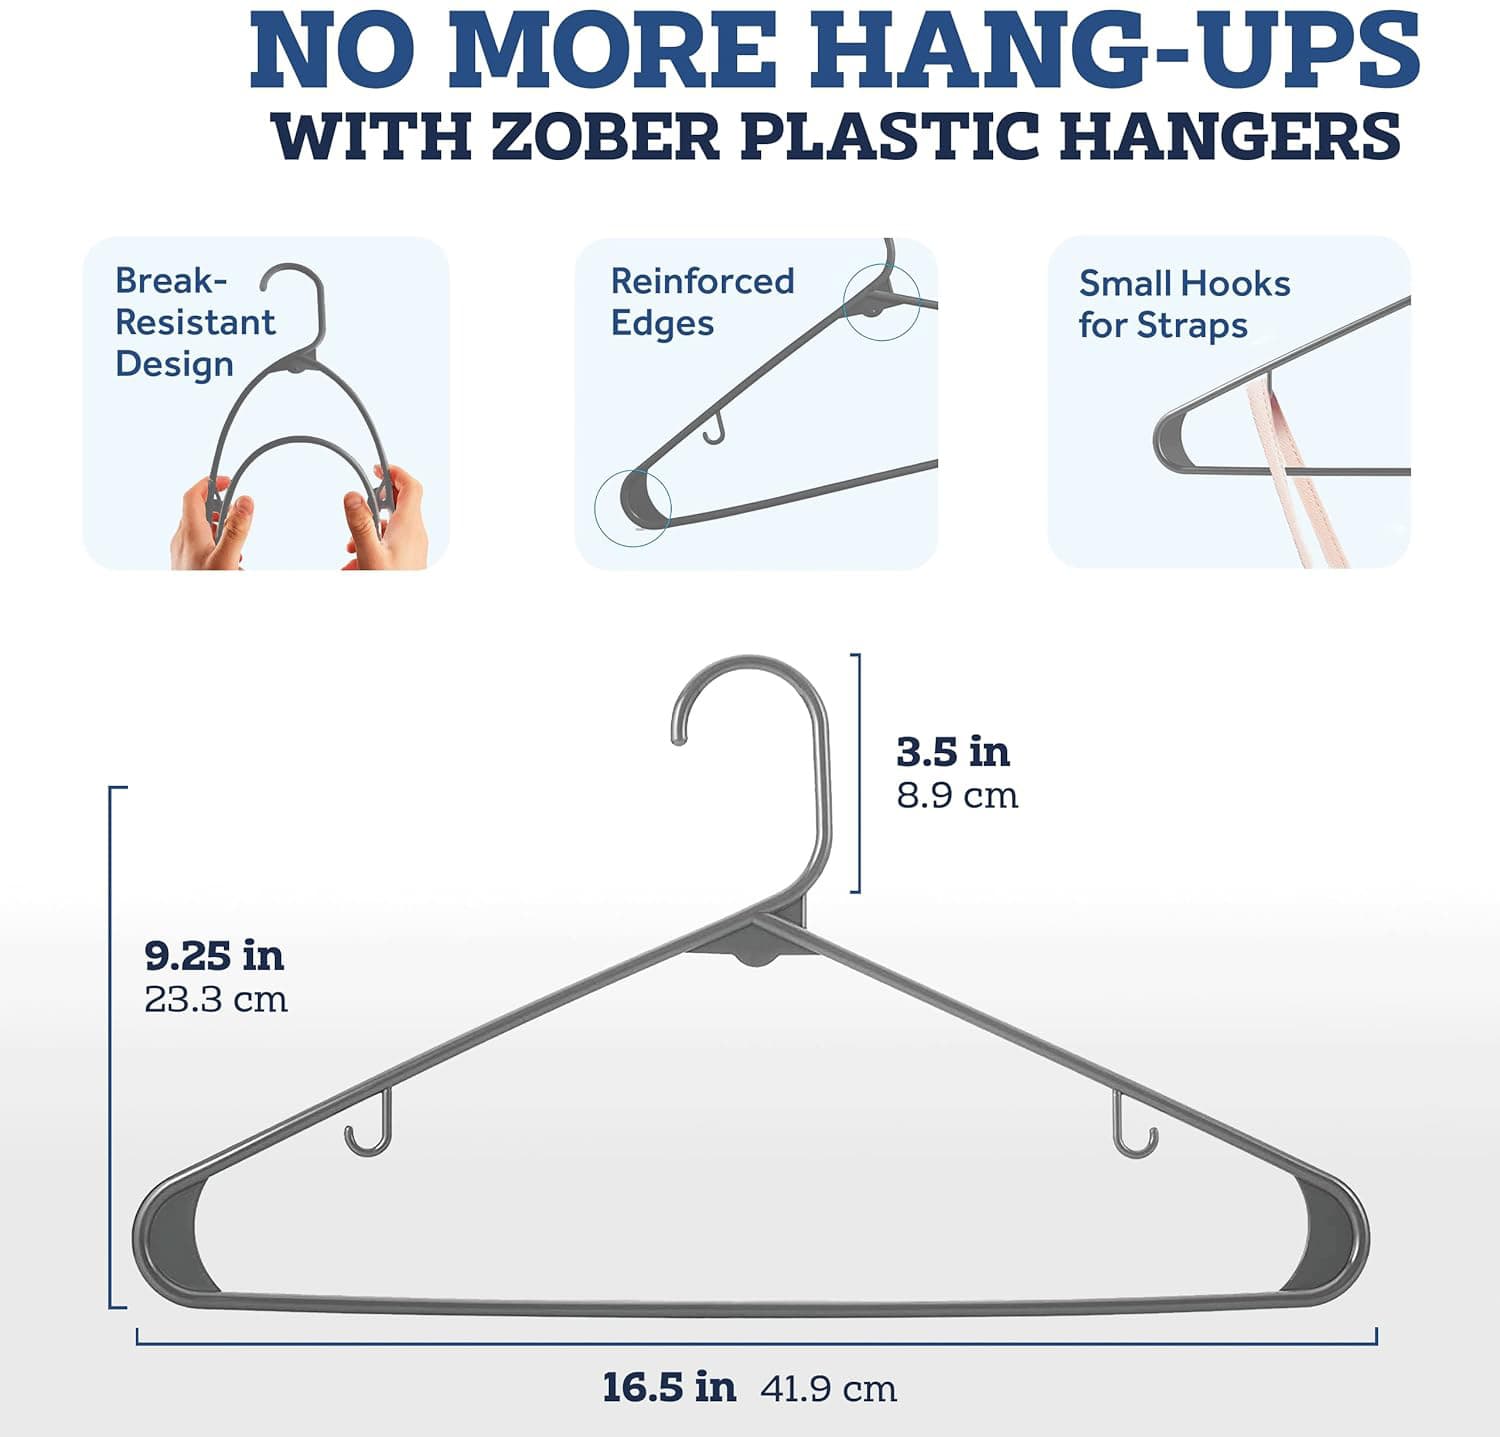 NO MORE HANG-UPS
WITH ZOBER PLASTIC HANGERS
Break-
Resistant
Design
Reinforced
Edges
Small Hooks
for Straps
3.5 in
8.9 cm
9.25 in
23.3 cm
16.5 in 41.9 cm